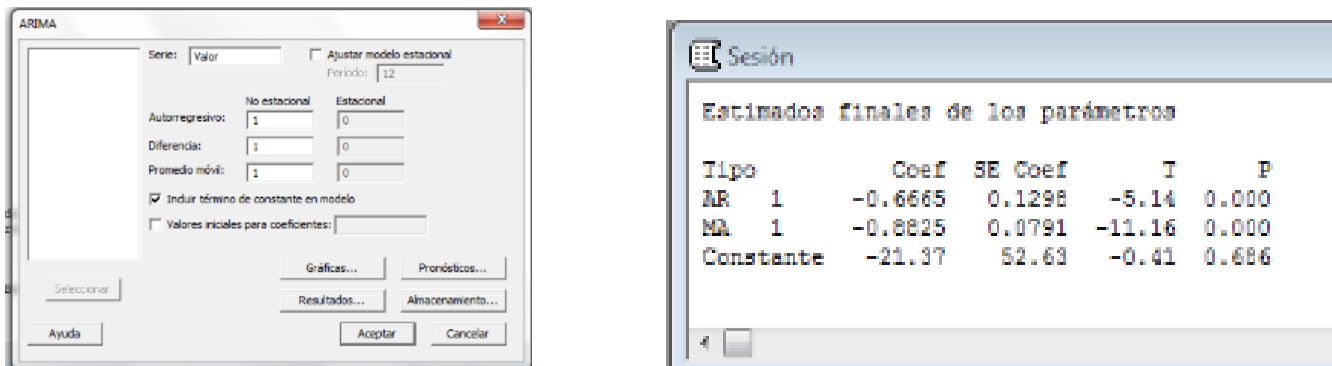 ARIMA
Serie: Valor
Ajustar modelo estacional
Período: 12
No estacional Estacional
Autorregresivo: 1 0
Diferencia: 1 0
Promedio móvil: 1 0
Incluir término de constante en modelo
Valores iniciales para coeficientes:
Gráficas... Pronósticos...
Seleccionar
Resultados... Almacenamiento...
Ayuda Aceptar Cancelar
Sesión
Estimados finales de los parámetros
Tipo Coef SE Coef T P
AR 1 -0.6665 0.1298 -5.14 0.000
MA 1 -0.8825 0.0791 -11.16 0.000
Constante -21.37 52.63 -0.41 0.686